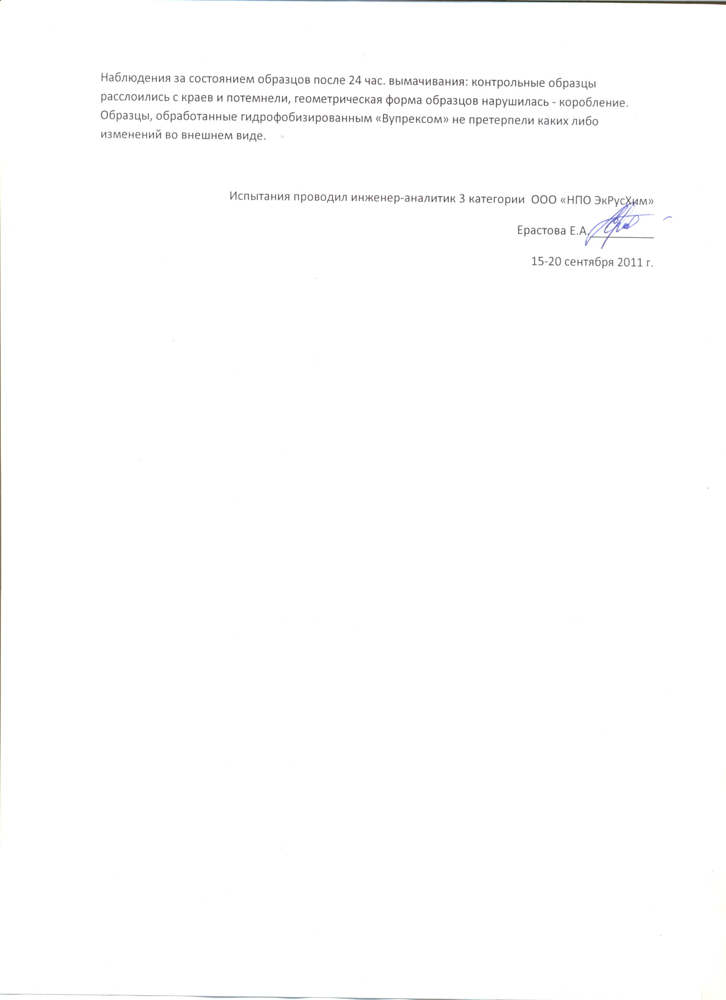 Наблюдения за состоянием образцов после 24 час. вымачивания: контрольные образцы
расслоились с краев и потемнели, геометрическая форма образцов нарушилась - коробление.
Образцы, обработанные гидрофобизированным «Вупрексом» не претерпели каких либо
изменений во внешнем виде.
Испытания проводил инженер-аналитик 3 категории  ООО «НПО ЭкРусХим»
Ерастова Е.А.__________
15-20 сентября 2011 г.